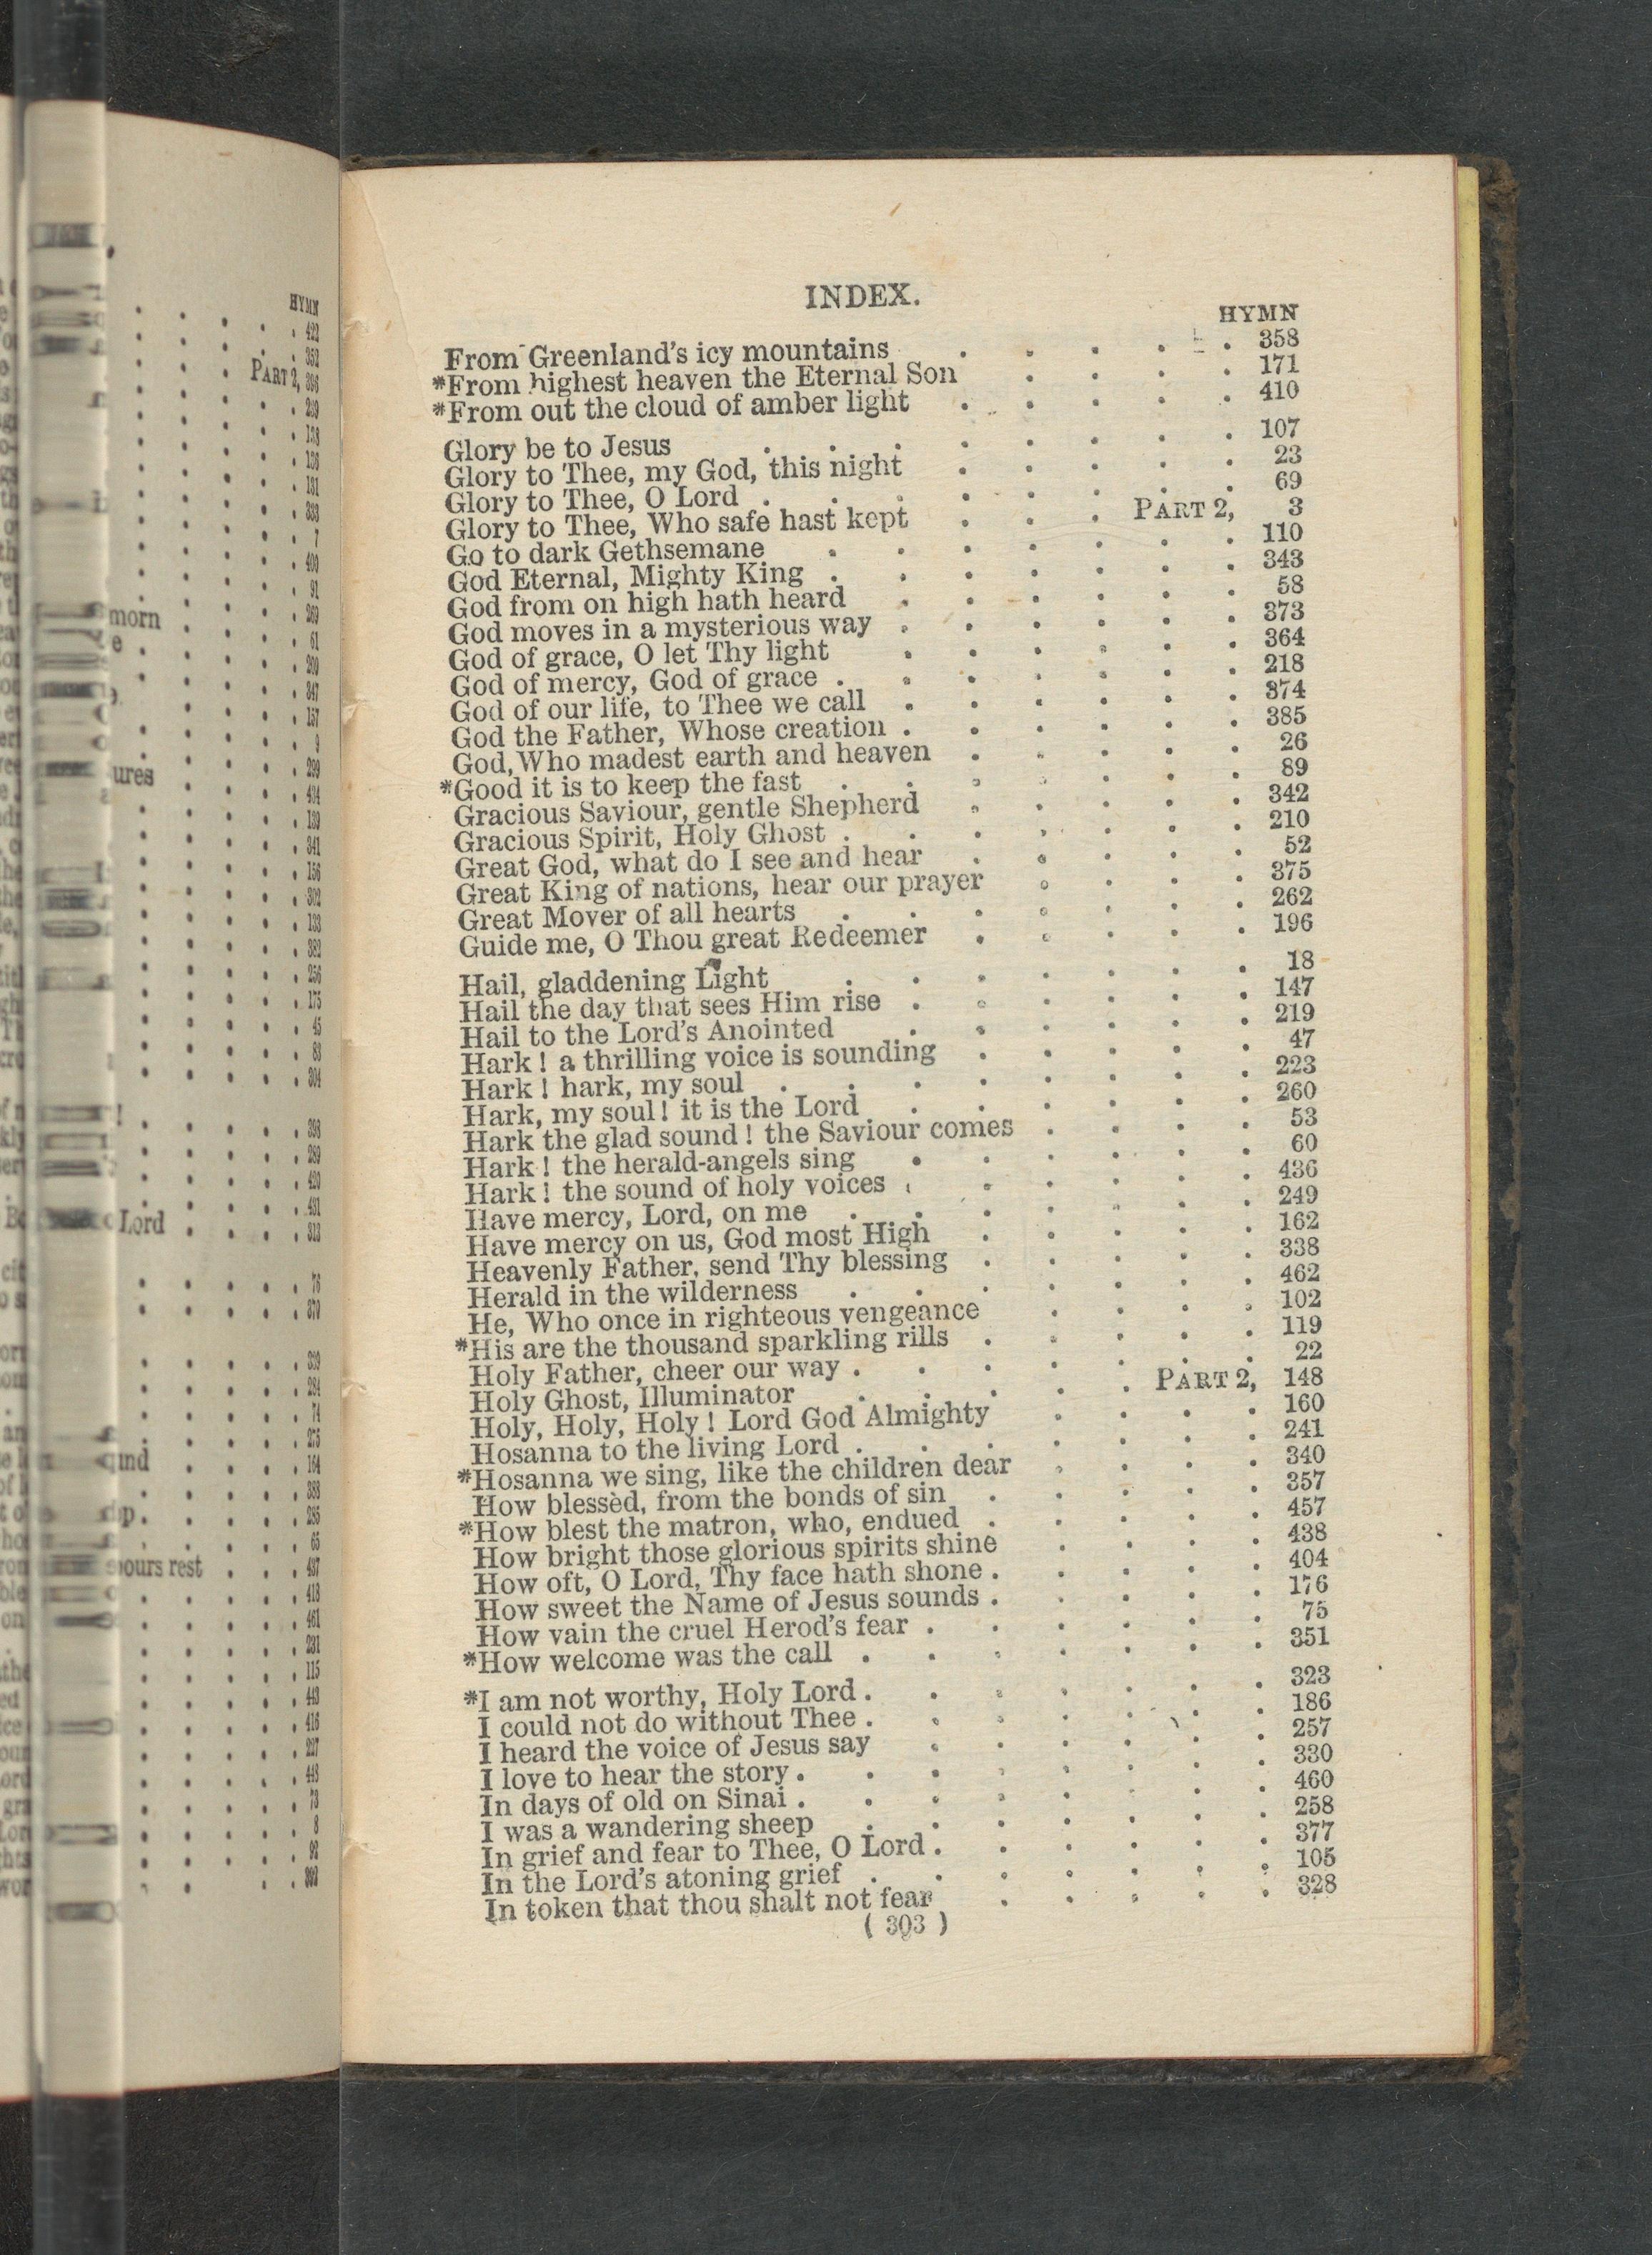 INDEX.
HYMN
From Greenland's icy mountains . . . . . 358
*From highest heaven the Eternal Son . . . . 171
*From out the cloud of amber light . . . . . 410
Glory be to Jesus . . . . . . . . 107
Glory to Thee, my God, this night . . . . . 23
Glory to Thee, O Lord . . . . . . . . 69
Glory to Thee, Who safe hast kept . . . PART 2, 3
Go to dark Gethsemane . . . . . . . 110
God Eternal, Mighty King . . . . . . . 343
God from on high hath heard . . . . . . 58
God moves in a mysterious way . . . . . . 373
God of grace, O let Thy light . . . . . . 364
God of mercy, God of grace . . . . . . . 218
God of our life, to Thee we call . . . . . . 374
God the Father, Whose creation . . . . . . 385
God, Who madest earth and heaven . . . . . 26
*Good it is to keep the fast . . . . . . . 89
Gracious Saviour, gentle Shepherd . . . . . 342
Gracious Spirit, Holy Ghost . . . . . . . 210
Great God, what do I see and hear . . . . . 52
Great King of nations, hear our prayer . . . . 375
Great Mover of all hearts . . . . . . . 262
Guide me, O Thou great Redeemer . . . . . 196
Hail, gladdening Light . . . . . . . 18
Hail the day that sees Him rise . . . . . . 147
Hail to the Lord's Anointed . . . . . . 219
Hark! a thrilling voice is sounding . . . . . 47
Hark! hark, my soul . . . . . . . . 223
Hark, my soul! it is the Lord . . . . . . 260
Hark the glad sound! the Saviour comes . . . . 53
Hark! the herald-angels sing . . . . . . 60
Hark! the sound of holy voices . . . . . . 436
Have mercy, Lord, on me . . . . . . . 249
Have mercy on us, God most High . . . . . 162
Heavenly Father, send Thy blessing . . . . . 338
Herald in the wilderness . . . . . . . 462
He, Who once in righteous vengeance . . . . 102
*His are the thousand sparkling rills . . . . . 119
Holy Father, cheer our way . . . . . . . 22
Holy Ghost, Illuminator . . . . . PART 2, 148
Holy, Holy, Holy! Lord God Almighty . . . . 160
Hosanna to the living Lord . . . . . . . 241
*Hosanna we sing, like the children dear . . . . 340
How blessèd, from the bonds of sin . . . . . 357
*How blest the matron, who, endued . . . . . 457
How bright those glorious spirits shine . . . . 438
How oft, O Lord, Thy face hath shone . . . . . 404
How sweet the Name of Jesus sounds . . . . . 176
How vain the cruel Herod's fear . . . . . . 75
*How welcome was the call . . . . . . . 351
*I am not worthy, Holy Lord . . . . . . . 323
I could not do without Thee . . . . . . . 186
I heard the voice of Jesus say . . . . . . 257
I love to hear the story . . . . . . . . 330
In days of old on Sinai . . . . . . . . 460
I was a wandering sheep . . . . . . . 258
In grief and fear to Thee, O Lord . . . . . . 377
In the Lord's atoning grief . . . . . . . 105
In token that thou shalt not fear . . . . . 328
( 303 )